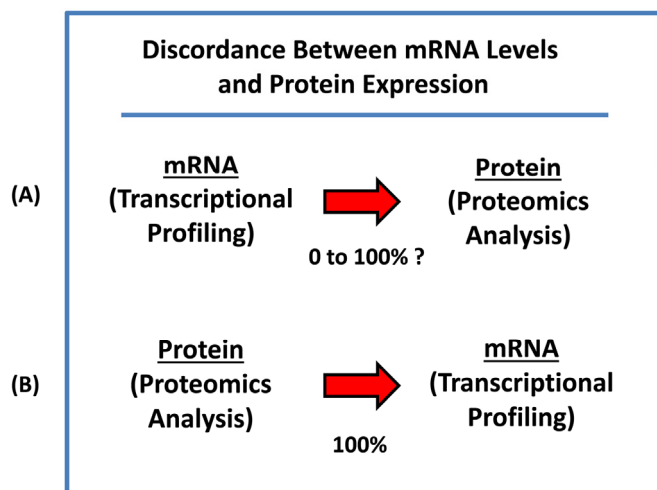 Discordance Between mRNA Levels
and Protein Expression
(A)
mRNA
(Transcriptional
Profiling)
0 to 100% ?
Protein
(Proteomics
Analysis)
(B)
Protein
(Proteomics
Analysis)
100%
mRNA
(Transcriptional
Profiling)